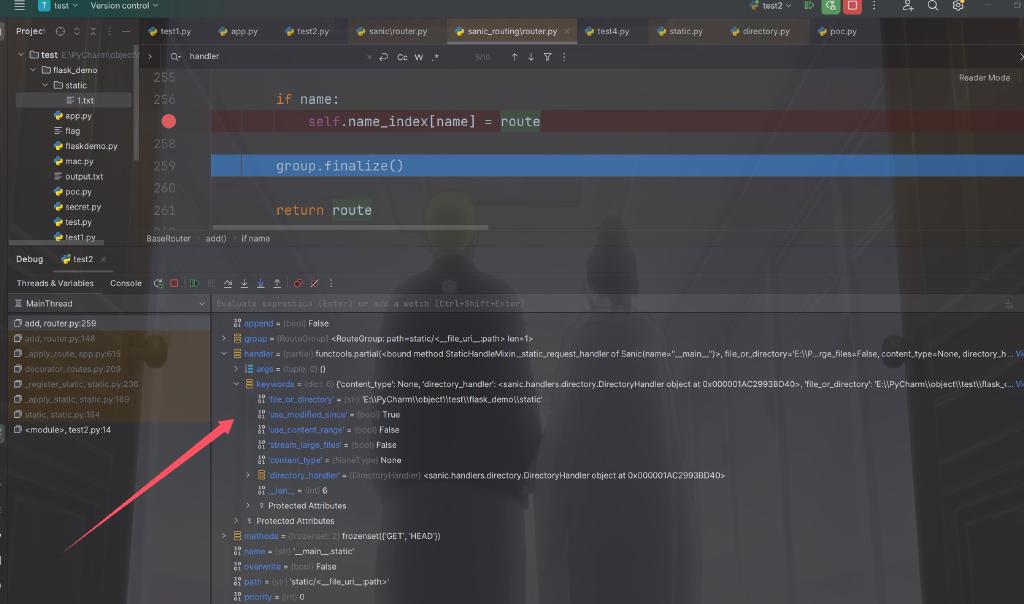 test
Version control
test2
Project
test1.py
app.py
test2.py
sanic\router.py
sanic_routing\router.py
test4.py
static.py
directory.py
poc.py
test E:\PyCharm\object\
flask_demo
static
1.txt
app.py
flag
flaskdemo.py
mac.py
output.txt
poc.py
secret.py
test.py
test1.py
handler
Cc W .*
5/10
Reader Mode
255
256 if name:
self.name_index[name] = route
258
259 group.finalize()
260
261 return route
BaseRouter add() if name
Debug test2
Threads & Variables Console
MainThread
Evaluate expression (Enter) or add a watch (Ctrl+Shift+Enter)
add, router.py:259
add, router.py:148
_apply_route, app.py:615
decorator, routes.py:209
_register_static, static.py:236
_apply_static, static.py:169
static, static.py:164
<module>, test2.py:14
append = {bool} False
group = {RouteGroup} <RouteGroup: path=static/<__file_uri__:path> len=1>
handler = {partial} functools.partial(<bound method StaticHandleMixin._static_request_handler of Sanic(name="__main__")>, file_or_directory='E:\\P...rge_files=False, content_type=None, directory_h... Vi
args = {tuple: 0} ()
keywords = {dict: 6} {'content_type': None, 'directory_handler': <sanic.handlers.directory.DirectoryHandler object at 0x000001AC2993BD40>, 'file_or_directory': 'E:\\PyCharm\\object\\test\\flask_c... Vi
'file_or_directory' = {str} 'E:\\PyCharm\\object\\test\\flask_demo\\static'
'use_modified_since' = {bool} True
'use_content_range' = {bool} False
'stream_large_files' = {bool} False
'content_type' = {NoneType} None
'directory_handler' = {DirectoryHandler} <sanic.handlers.directory.DirectoryHandler object at 0x000001AC2993BD40>
__len__ = {int} 6
Protected Attributes
Protected Attributes
methods = {frozenset: 2} frozenset({'GET', 'HEAD'})
name = {str} '__main__.static'
overwrite = {bool} False
path = {str} 'static/<__file_uri__:path>'
priority = {int} 0